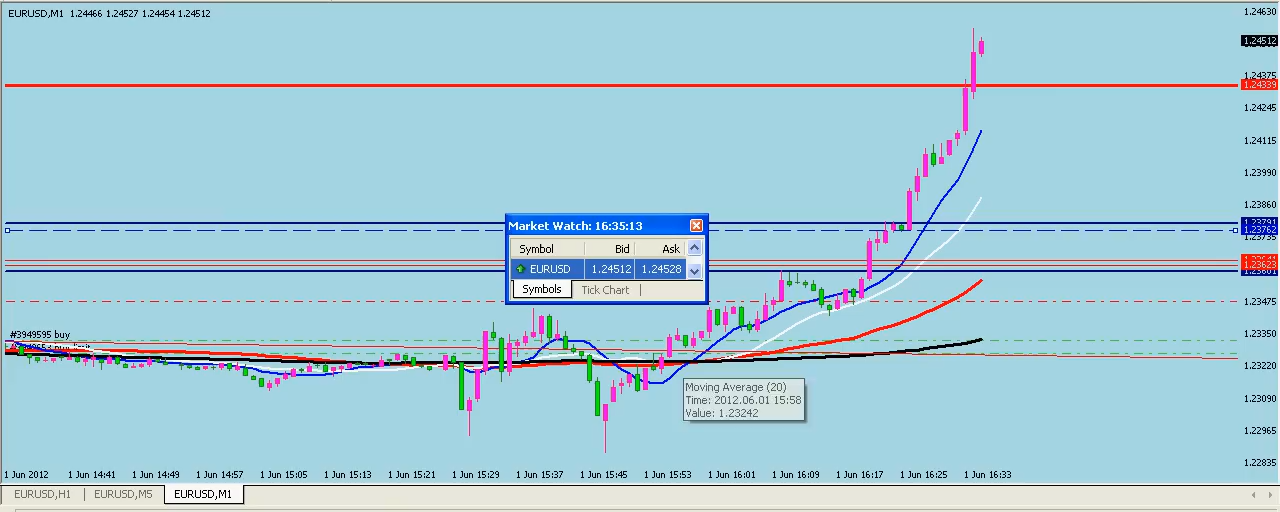 EURUSD,M1 1.24466 1.24527 1.24454 1.24512
1.24630
1.24512
1.24375
1.24339
1.24245
1.24115
1.23990
1.23860
1.23791
1.23762
1.23735
1.23623
1.23601
1.23475
1.23350
1.23220
1.23090
1.22965
1.22835
Market Watch: 16:35:13
Symbol Bid Ask
EURUSD 1.24512 1.24528
Symbols Tick Chart
#3949595 buy
Moving Average (20)
Time: 2012.06.01 15:58
Value: 1.23242
1 Jun 2012 1 Jun 14:41 1 Jun 14:49 1 Jun 14:57 1 Jun 15:05 1 Jun 15:13 1 Jun 15:21 1 Jun 15:29 1 Jun 15:37 1 Jun 15:45 1 Jun 15:53 1 Jun 16:01 1 Jun 16:09 1 Jun 16:17 1 Jun 16:25 1 Jun 16:33
EURUSD,H1 EURUSD,M5 EURUSD,M1